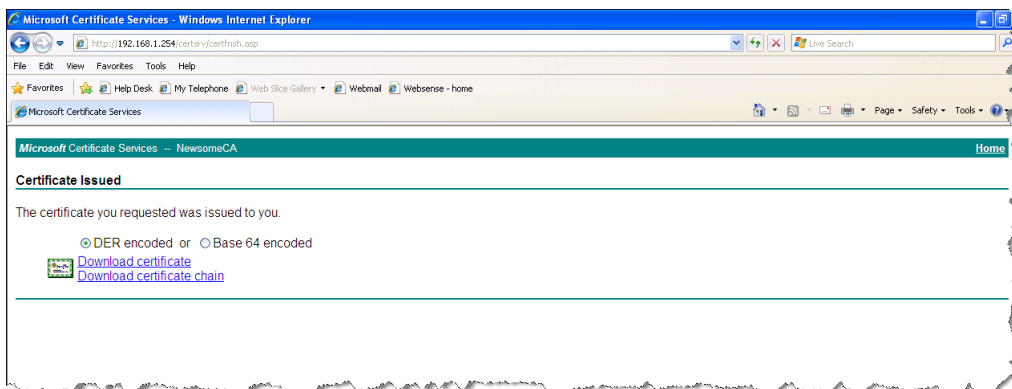 Microsoft Certificate Services - Windows Internet Explorer
http://192.168.1.254/certsrv/certfnsh.asp
Live Search
File Edit View Favorites Tools Help
Favorites Help Desk My Telephone Web Slice Gallery Webmail Websense - home
Microsoft Certificate Services
Page Safety Tools
Microsoft Certificate Services -- NewsomeCA Home
Certificate Issued
The certificate you requested was issued to you.
DER encoded or Base 64 encoded
Download certificate
Download certificate chain